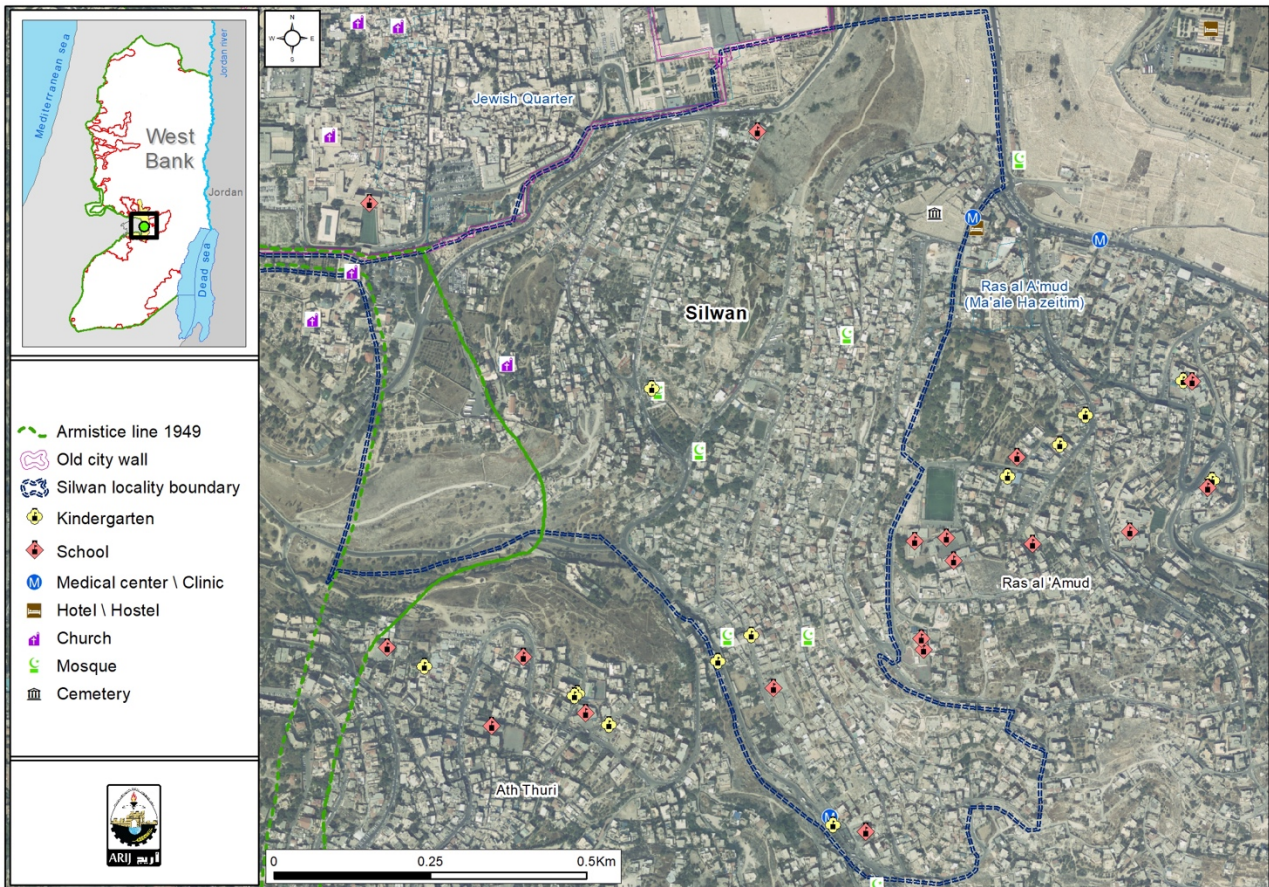 Mediterranean sea
Jordan river
West
Bank
Jordan
Dead sea
Armistice line 1949
Old city wall
Silwan locality boundary
Kindergarten
School
Medical center \ Clinic
Hotel \ Hostel
Church
Mosque
Cemetery
ARIJ أريج
N
W E
S
Jewish Quarter
Silwan
Ras al A'mud
(Ma'ale Ha zeitim)
Ras al 'Amud
Ath Thuri
0 0.25 0.5Km
M
M
M
M